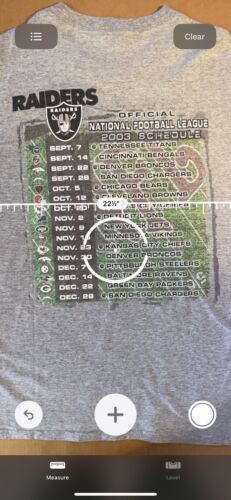 Clear
RAIDERS
RAIDERS
OFFICIAL
NATIONAL FOOTBALL LEAGUE
2003 SCHEDULE
SEPT. 7 @ TENNESSEE TITANS
SEPT. 14 CINCINNATI BENGALS
SEPT. 22 @ DENVER BRONCOS
SEPT. 28 SAN DIEGO CHARGERS
OCT. 5 @ CHICAGO BEARS
OCT. 12 @ CLEVELAND BROWNS
OCT. 20
22½"
NOV. 2 @ DETROIT LIONS
NOV. 9 NEW YORK JETS
NOV. MINNESOTA VIKINGS
NOV. 23 @ KANSAS CITY CHIEFS
NOV. DENVER BRONCOS
DEC. 7 @ PITTSBURGH STEELERS
DEC. 14 BALTIMORE RAVENS
DEC. 22 GREEN BAY PACKERS
DEC. 28 @ SAN DIEGO CHARGERS
Measure
Level